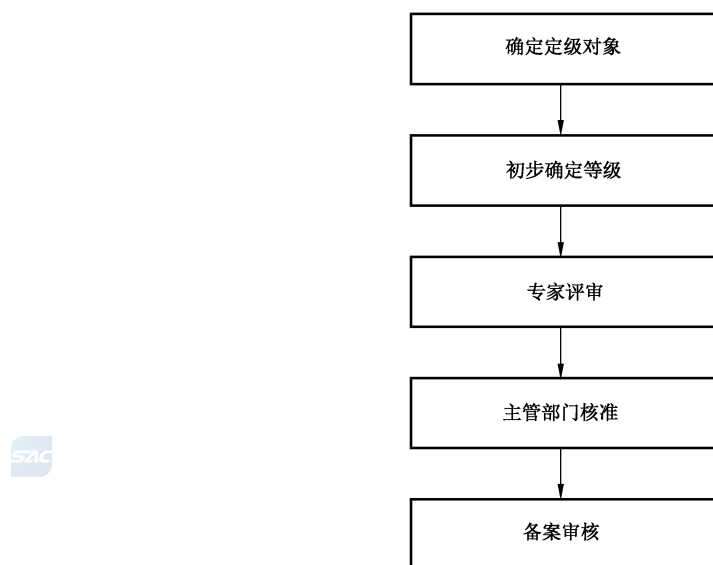 确定定级对象
初步确定等级
专家评审
主管部门核准
SAC
备案审核